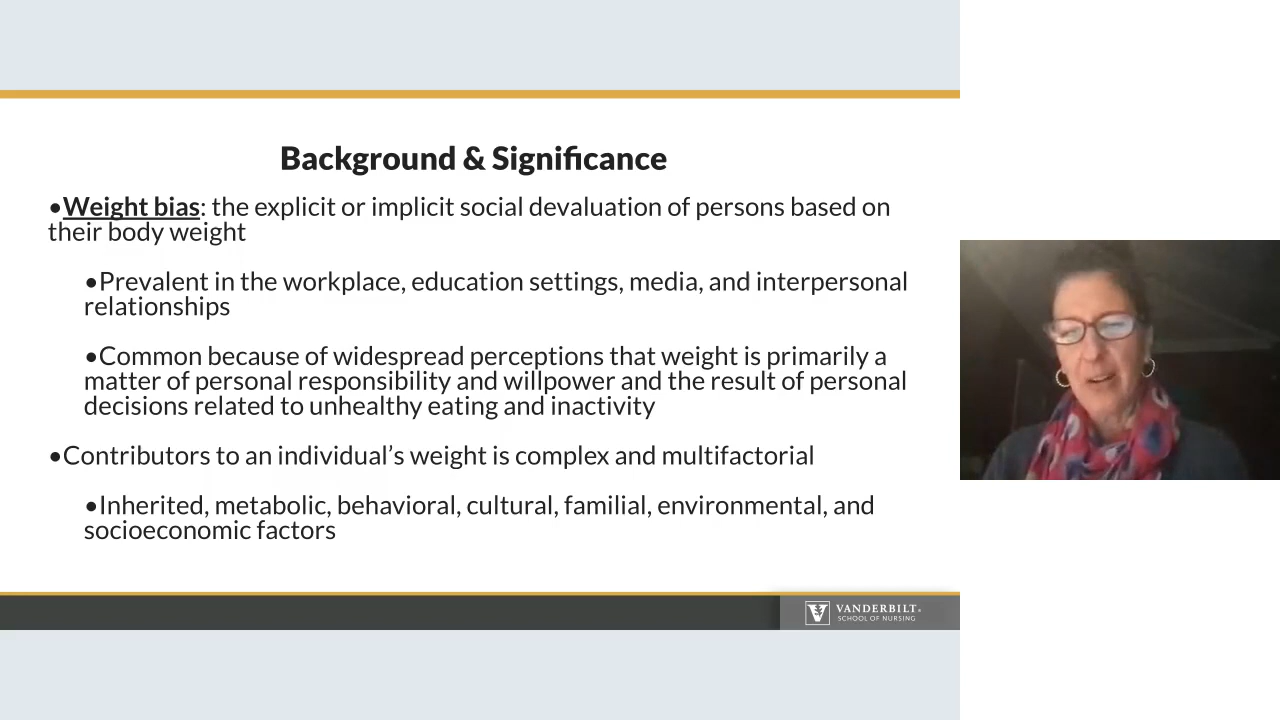 Background & Significance
•Weight bias: the explicit or implicit social devaluation of persons based on
their body weight
•Prevalent in the workplace, education settings, media, and interpersonal
relationships
•Common because of widespread perceptions that weight is primarily a
matter of personal responsibility and willpower and the result of personal
decisions related to unhealthy eating and inactivity
•Contributors to an individual’s weight is complex and multifactorial
•Inherited, metabolic, behavioral, cultural, familial, environmental, and
socioeconomic factors
V VANDERBILT®
SCHOOL OF NURSING